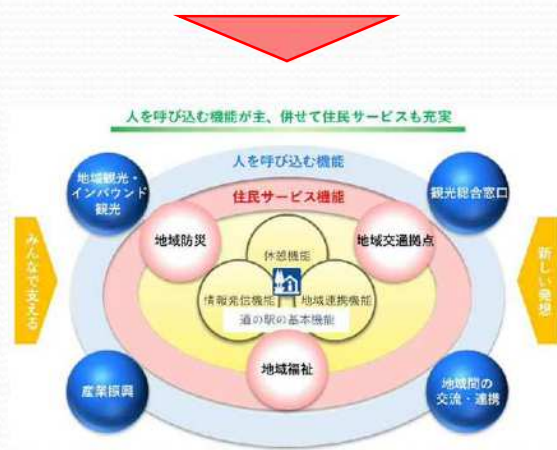 人を呼び込む機能が主、併せて住民サービスも充実
人を呼び込む機能
住民サービス機能
地域観光・
インバウンド
観光
観光総合窓口
地域防災
地域交通拠点
休憩機能
みんなで支える
新しい発想
情報発信機能
地域連携機能
道の駅の基本機能
地域福祉
産業振興
地域間の
交流・連携